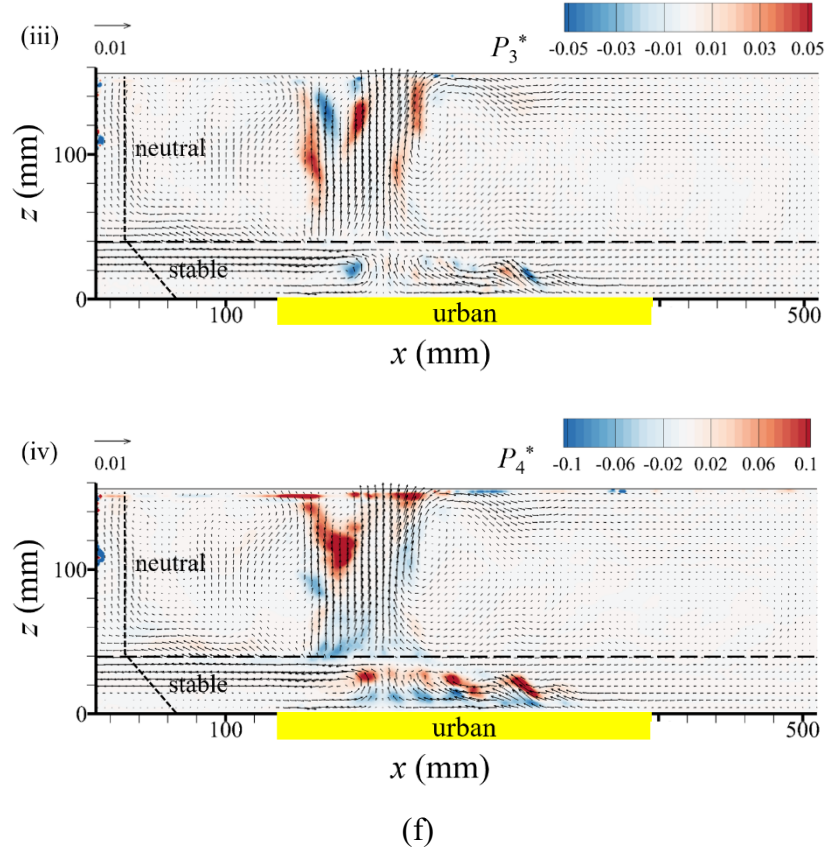 (iii)
0.01
P3*
-0.05 -0.03 -0.01 0.01 0.03 0.05
z (mm)
100
0
neutral
stable
urban
100
500
x (mm)
(iv)
0.01
P4*
-0.1 -0.06 -0.02 0.02 0.06 0.1
z (mm)
100
0
neutral
stable
urban
100
500
x (mm)
(f)